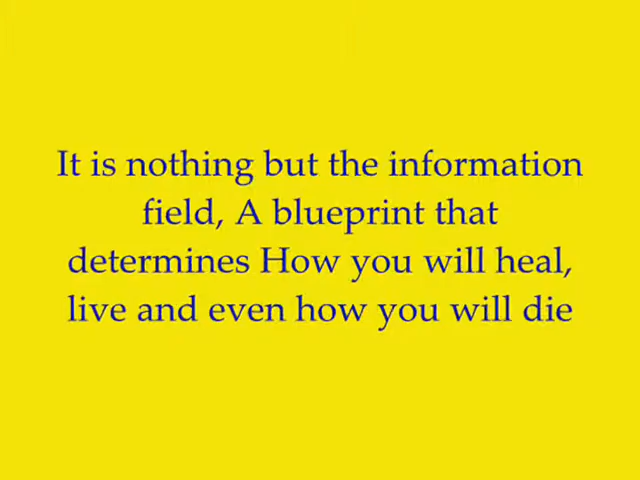 It is nothing but the information
field, A blueprint that
determines How you will heal,
live and even how you will die